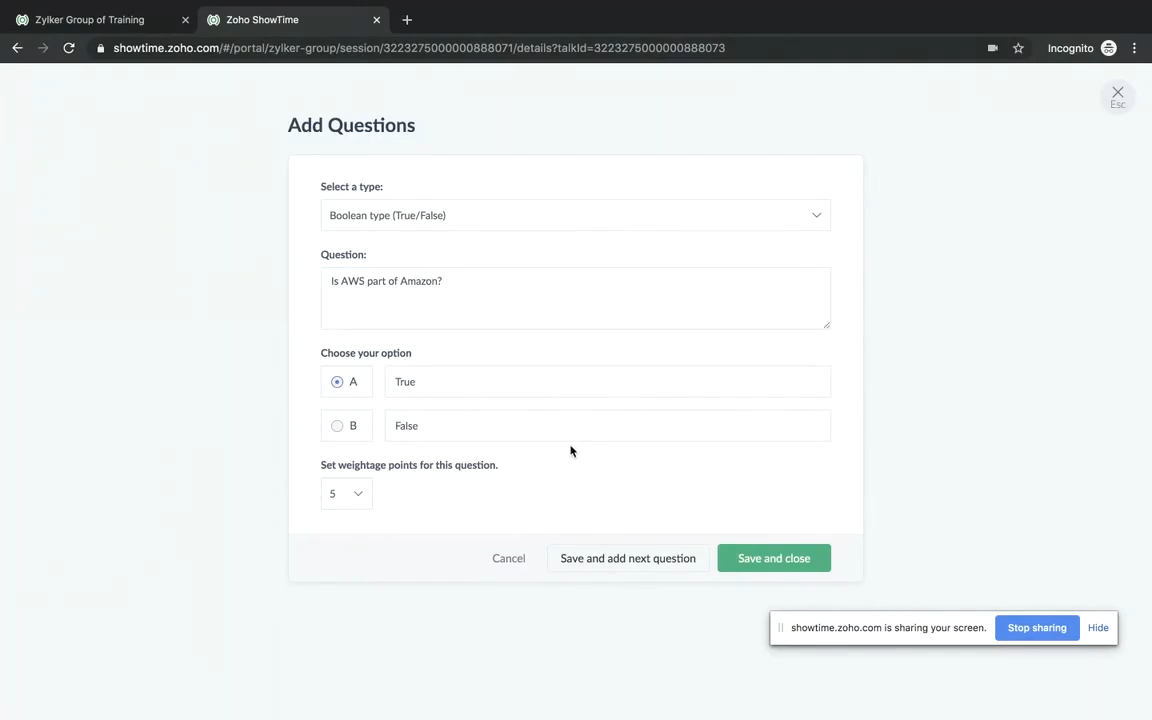 Zylker Group of Training
Zoho ShowTime
showtime.zoho.com/#/portal/zylker-group/session/3223275000000888071/details?talkId=3223275000000888073
Incognito
Esc
Add Questions
Select a type:
Boolean type (True/False)
Question:
Is AWS part of Amazon?
Choose your option
A True
B False
Set weightage points for this question.
5
Cancel Save and add next question Save and close
showtime.zoho.com is sharing your screen. Stop sharing Hide